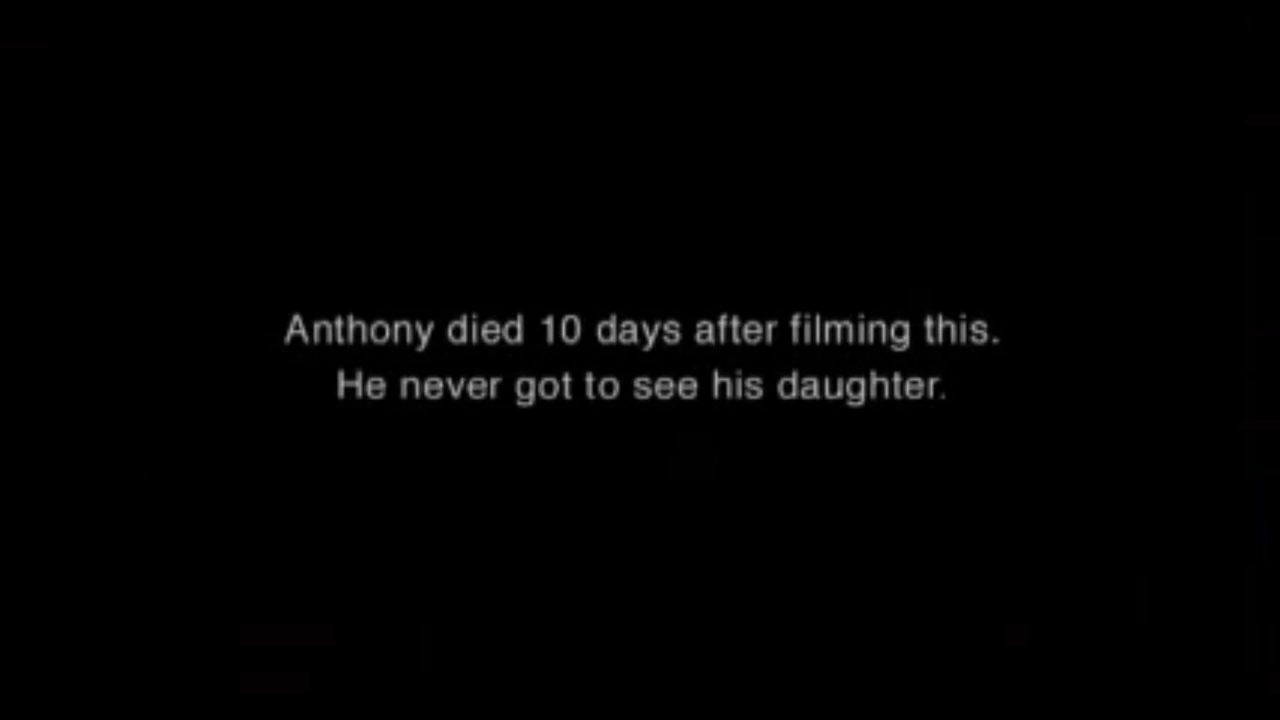 Anthony died 10 days after filming this.
He never got to see his daughter.